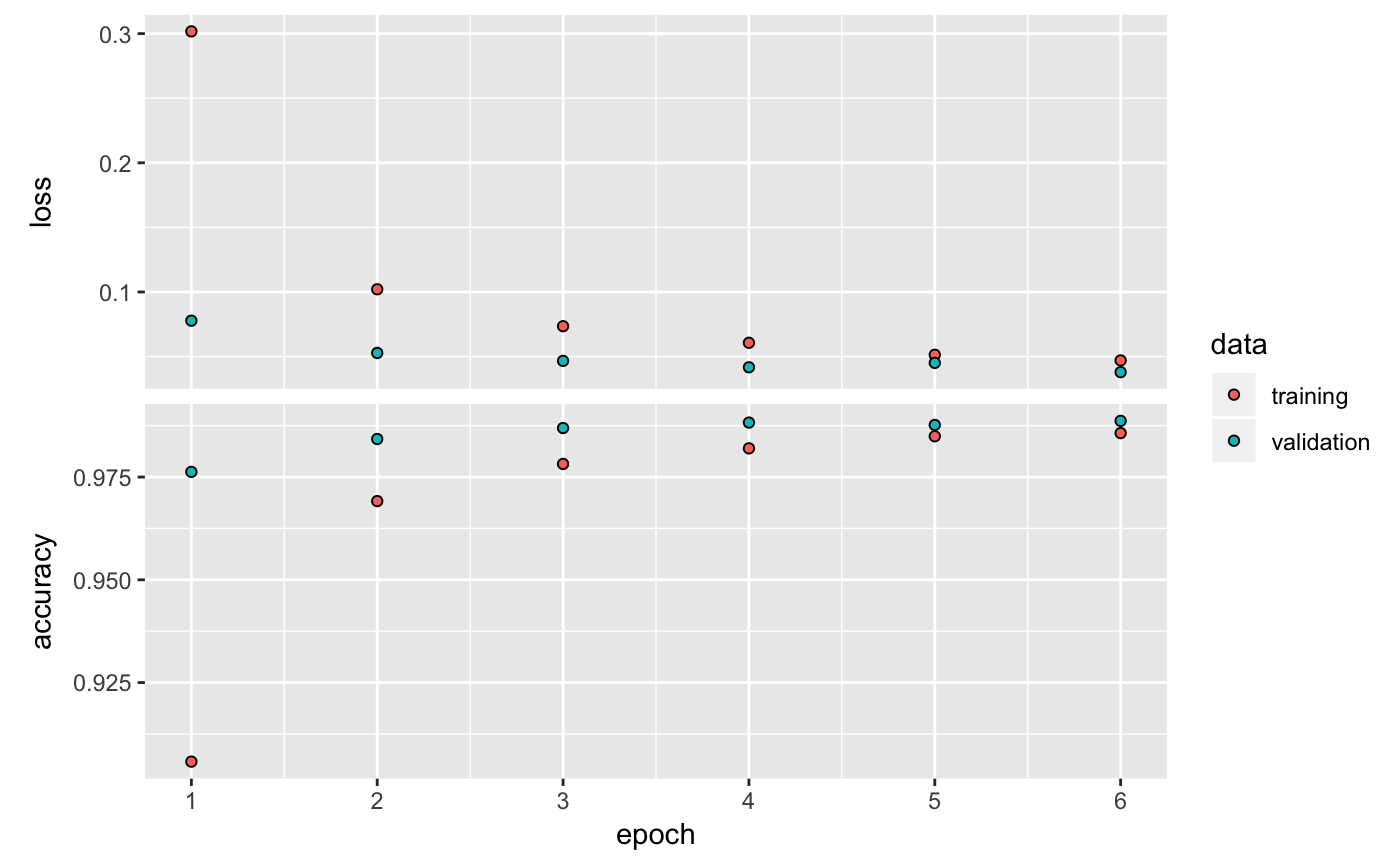 0.3
0.2
0.1
loss
0.975
0.950
0.925
accuracy
1 2 3 4 5 6
epoch
data
training
validation